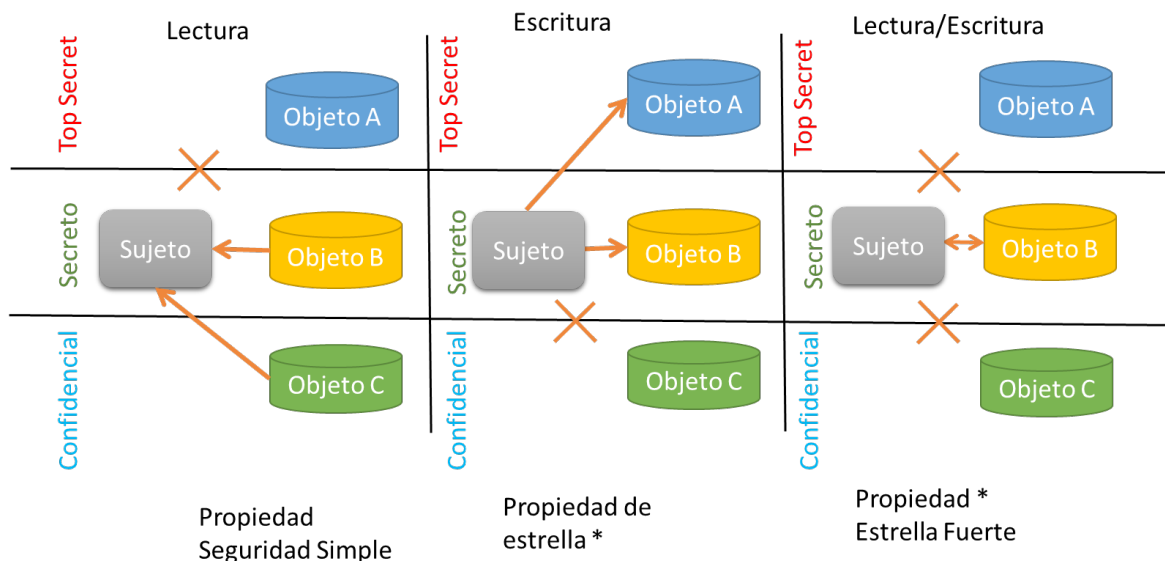 Lectura
Top Secret
Objeto A
Secreto
Sujeto
Objeto B
Confidencial
Objeto C
Propiedad
Seguridad Simple
Escritura
Top Secret
Objeto A
Secreto
Sujeto
Objeto B
Confidencial
Objeto C
Propiedad de
estrella *
Lectura/Escritura
Top Secret
Objeto A
Secreto
Sujeto
Objeto B
Confidencial
Objeto C
Propiedad *
Estrella Fuerte